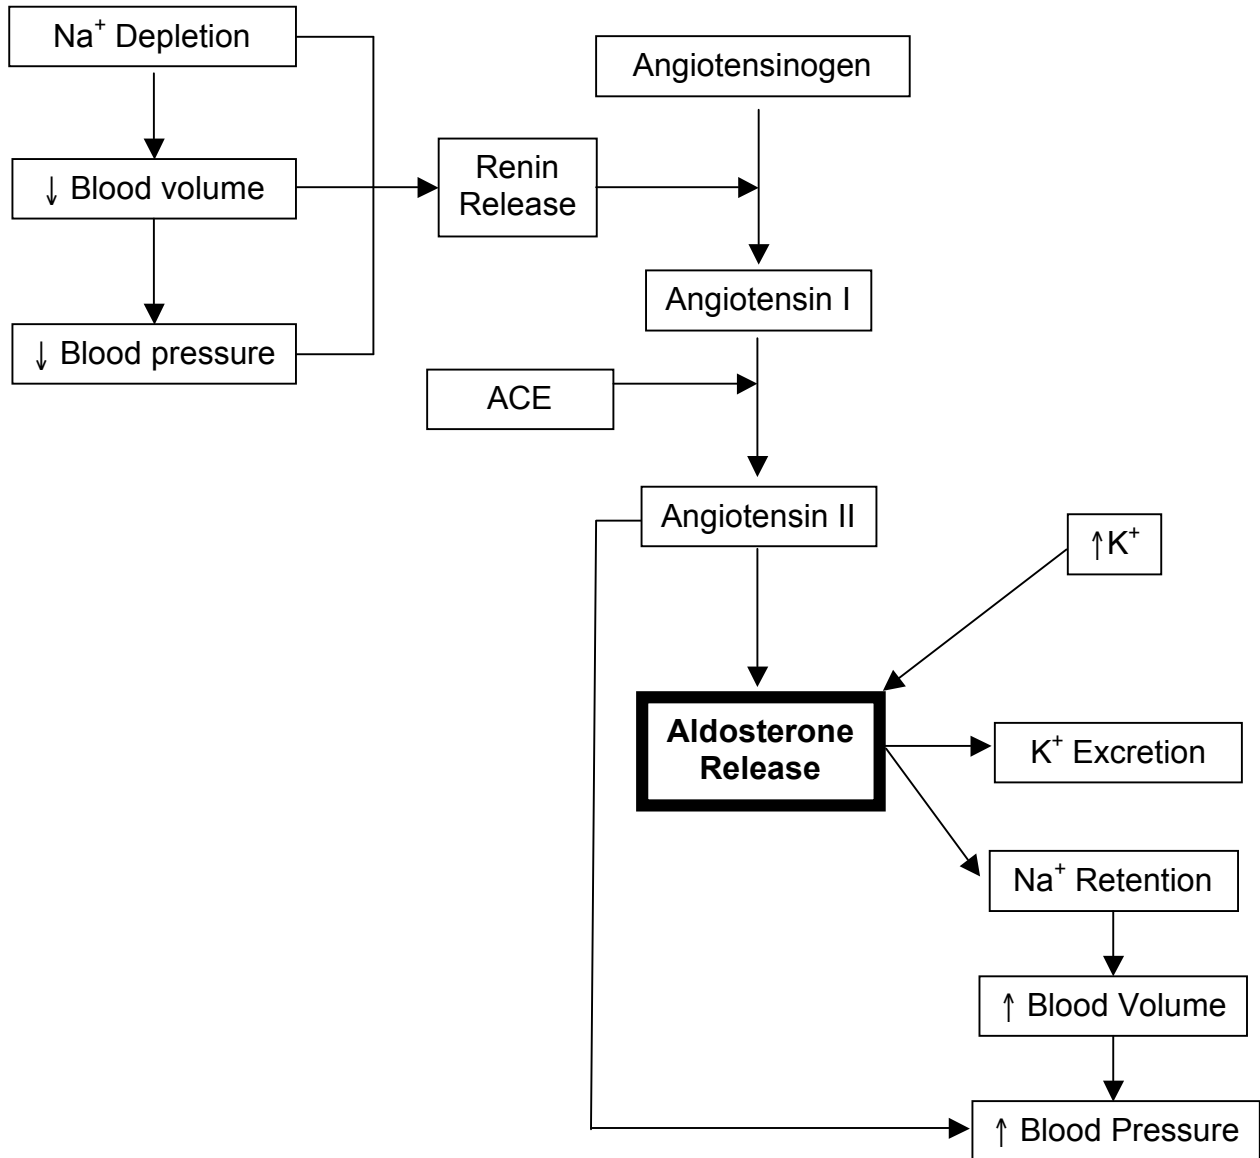 Na⁺ Depletion
Angiotensinogen
↓ Blood volume
Renin
Release
Angiotensin I
↓ Blood pressure
ACE
Angiotensin II
↑K⁺
Aldosterone
Release
K⁺ Excretion
Na⁺ Retention
↑ Blood Volume
↑ Blood Pressure